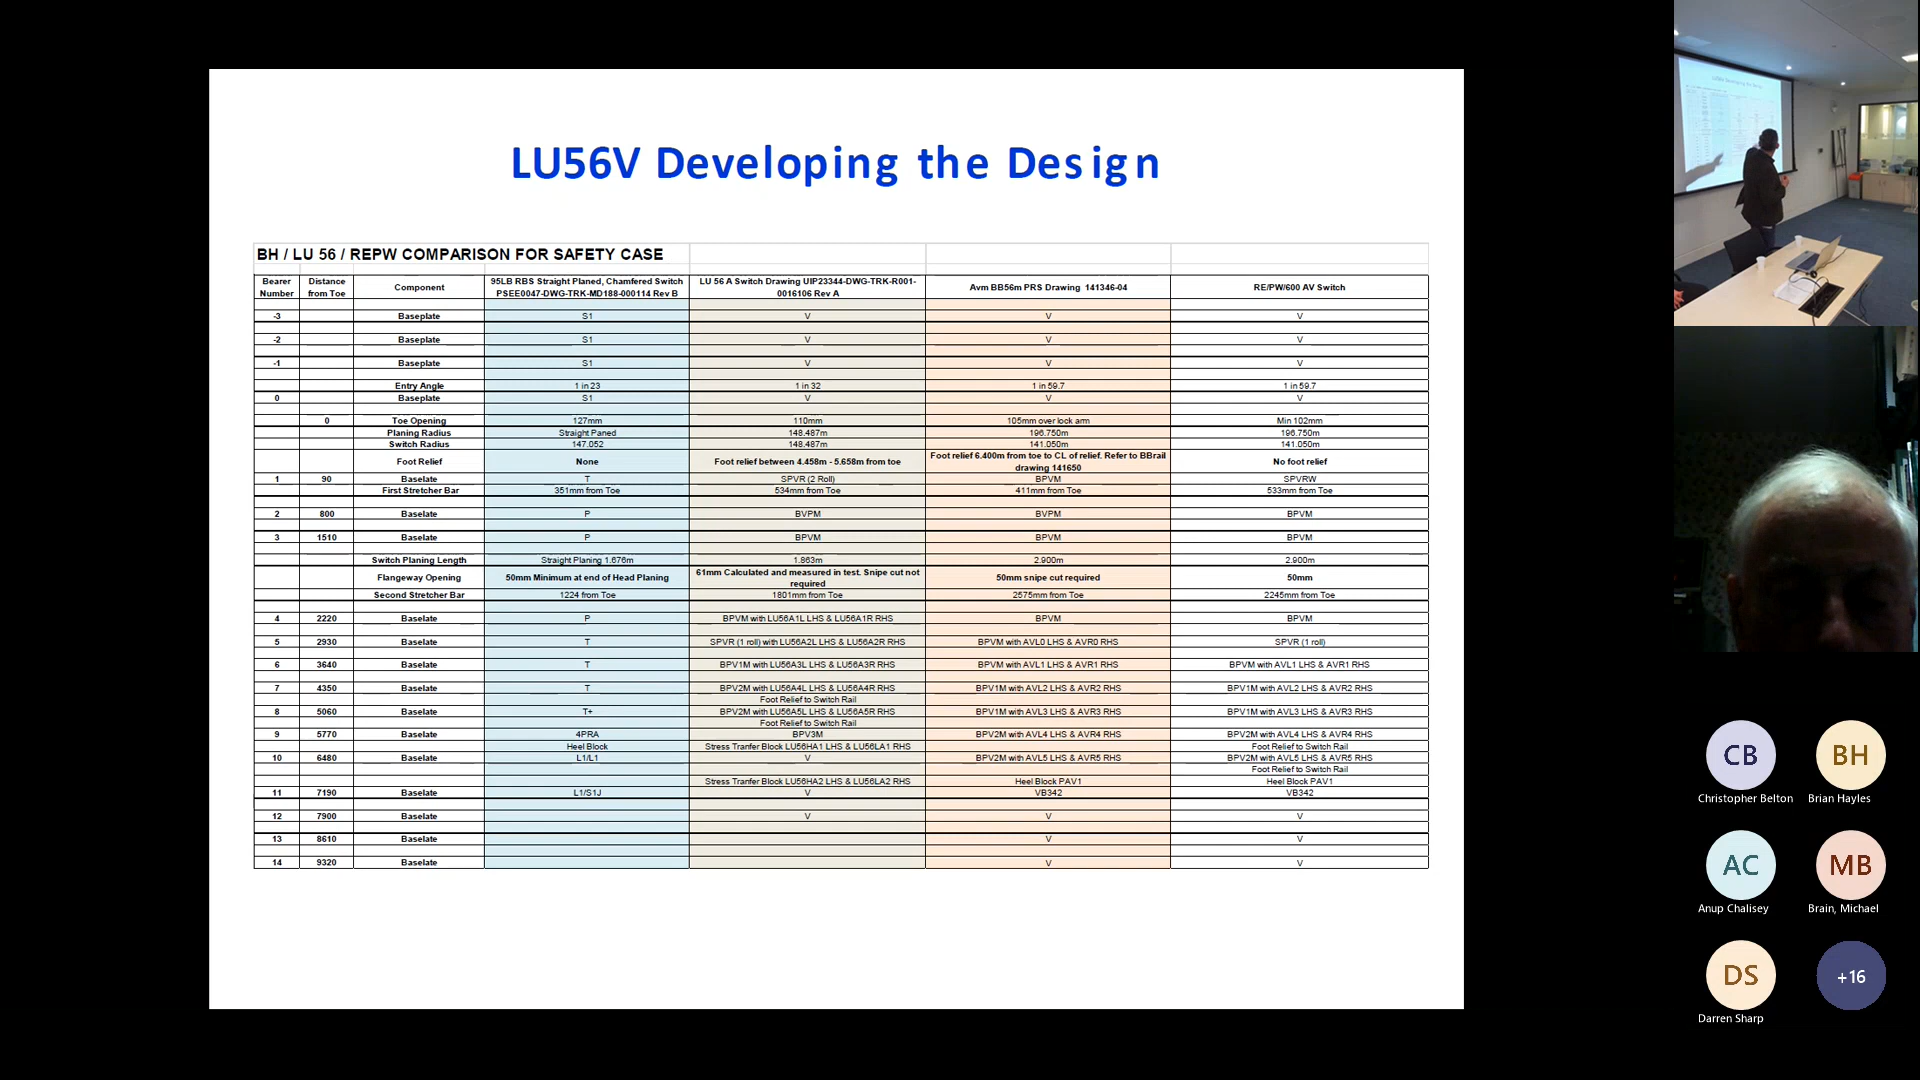 LU56V Developing the Design
BH / LU 56 / REPW COMPARISON FOR SAFETY CASE
Bearer Number Distance from Toe Component 95LB RBS Straight Planed, Chamfered Switch PSEE0047-DWG-TRK-MD188-000114 Rev B LU 56 A Switch Drawing UIP23344-DWG-TRK-R001-0016106 Rev A Avm BB56m PRS Drawing 141346-04 RE/PW/600 AV Switch
-3 Baseplate S1 V V V
-2 Baseplate S1 V V V
-1 Baseplate S1 V V V
Entry Angle 1 in 23 1 in 32 1 in 59.7 1 in 59.7
0 Baseplate S1 V V V
0 Toe Opening 127mm 110mm 105mm over lock arm Min 102mm
Planing Radius Straight Paned 148.487m 196.750m 196.750m
Switch Radius 147.052 148.487m 141.050m 141.050m
Foot Relief None Foot relief between 4.458m - 5.658m from toe Foot relief 6.400m from toe to CL of relief. Refer to BBrail drawing 141650 No foot relief
1 90 Baselate T SPVR (2 Roll) BPVM SPVRW
First Stretcher Bar 351mm from Toe 534mm from Toe 411mm from Toe 533mm from Toe
2 800 Baselate P BVPM BVPM BPVM
3 1510 Baselate P BPVM BPVM BPVM
Switch Planing Length Straight Planing 1.676m 1.863m 2.900m 2.900m
Flangeway Opening 50mm Minimum at end of Head Planing 61mm Calculated and measured in test. Snipe cut not required 50mm snipe cut required 50mm
Second Stretcher Bar 1224 from Toe 1801mm from Toe 2575mm from Toe 2245mm from Toe
4 2220 Baselate P BPVM with LU56A1L LHS & LU56A1R RHS BPVM BPVM
5 2930 Baselate T SPVR (1 roll) with LU56A2L LHS & LU56A2R RHS BPVM with AVL0 LHS & AVR0 RHS SPVR (1 roll)
6 3640 Baselate T BPV1M with LU56A3L LHS & LU56A3R RHS BPVM with AVL1 LHS & AVR1 RHS BPVM with AVL1 LHS & AVR1 RHS
7 4350 Baselate T BPV2M with LU56A4L LHS & LU56A4R RHS BPV1M with AVL2 LHS & AVR2 RHS BPV1M with AVL2 LHS & AVR2 RHS
Foot Relief to Switch Rail
8 5060 Baselate T+ BPV2M with LU56A5L LHS & LU56A5R RHS BPV1M with AVL3 LHS & AVR3 RHS BPV1M with AVL3 LHS & AVR3 RHS
Foot Relief to Switch Rail
9 5770 Baselate 4PRA BPV3M BPV2M with AVL4 LHS & AVR4 RHS BPV2M with AVL4 LHS & AVR4 RHS
Heel Block Stress Tranfer Block LU56HA1 LHS & LU56LA1 RHS Foot Relief to Switch Rail
10 6480 Baselate L1/L1 V BPV2M with AVL5 LHS & AVR5 RHS BPV2M with AVL5 LHS & AVR5 RHS
Foot Relief to Switch Rail
Stress Tranfer Block LU56HA2 LHS & LU56LA2 RHS Heel Block PAV1 Heel Block PAV1
11 7190 Baselate L1/S1J V VB342 VB342
12 7900 Baselate V V V
13 8610 Baselate V V
14 9320 Baselate V V
CB BH
Christopher Belton Brian Hayles
AC MB
Anup Chalisey Brain, Michael
DS +16
Darren Sharp